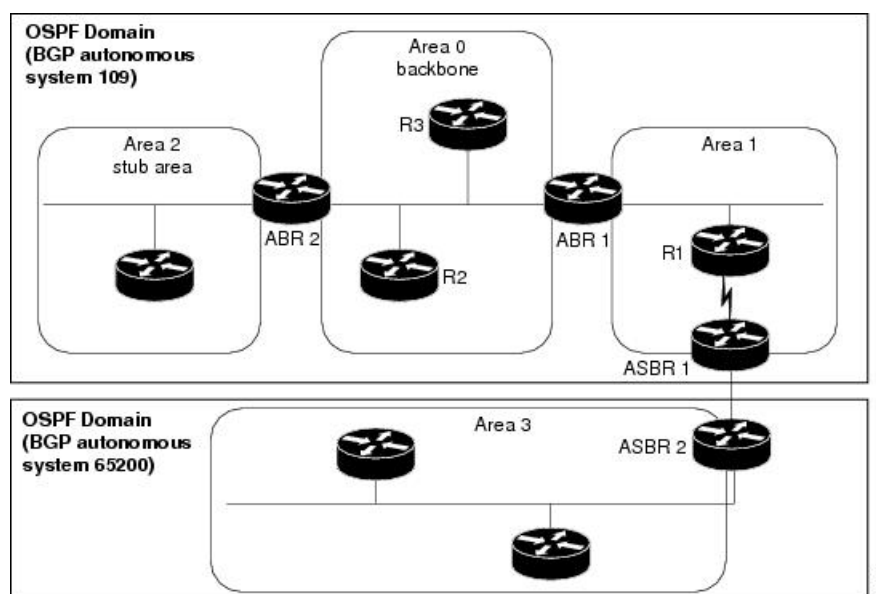 OSPF Domain
(BGP autonomous
system 109)
Area 0
backbone
R3
Area 2
stub area
Area 1
ABR 2
R2
ABR 1
R1
ASBR 1
OSPF Domain
(BGP autonomous
system 65200)
Area 3
ASBR 2